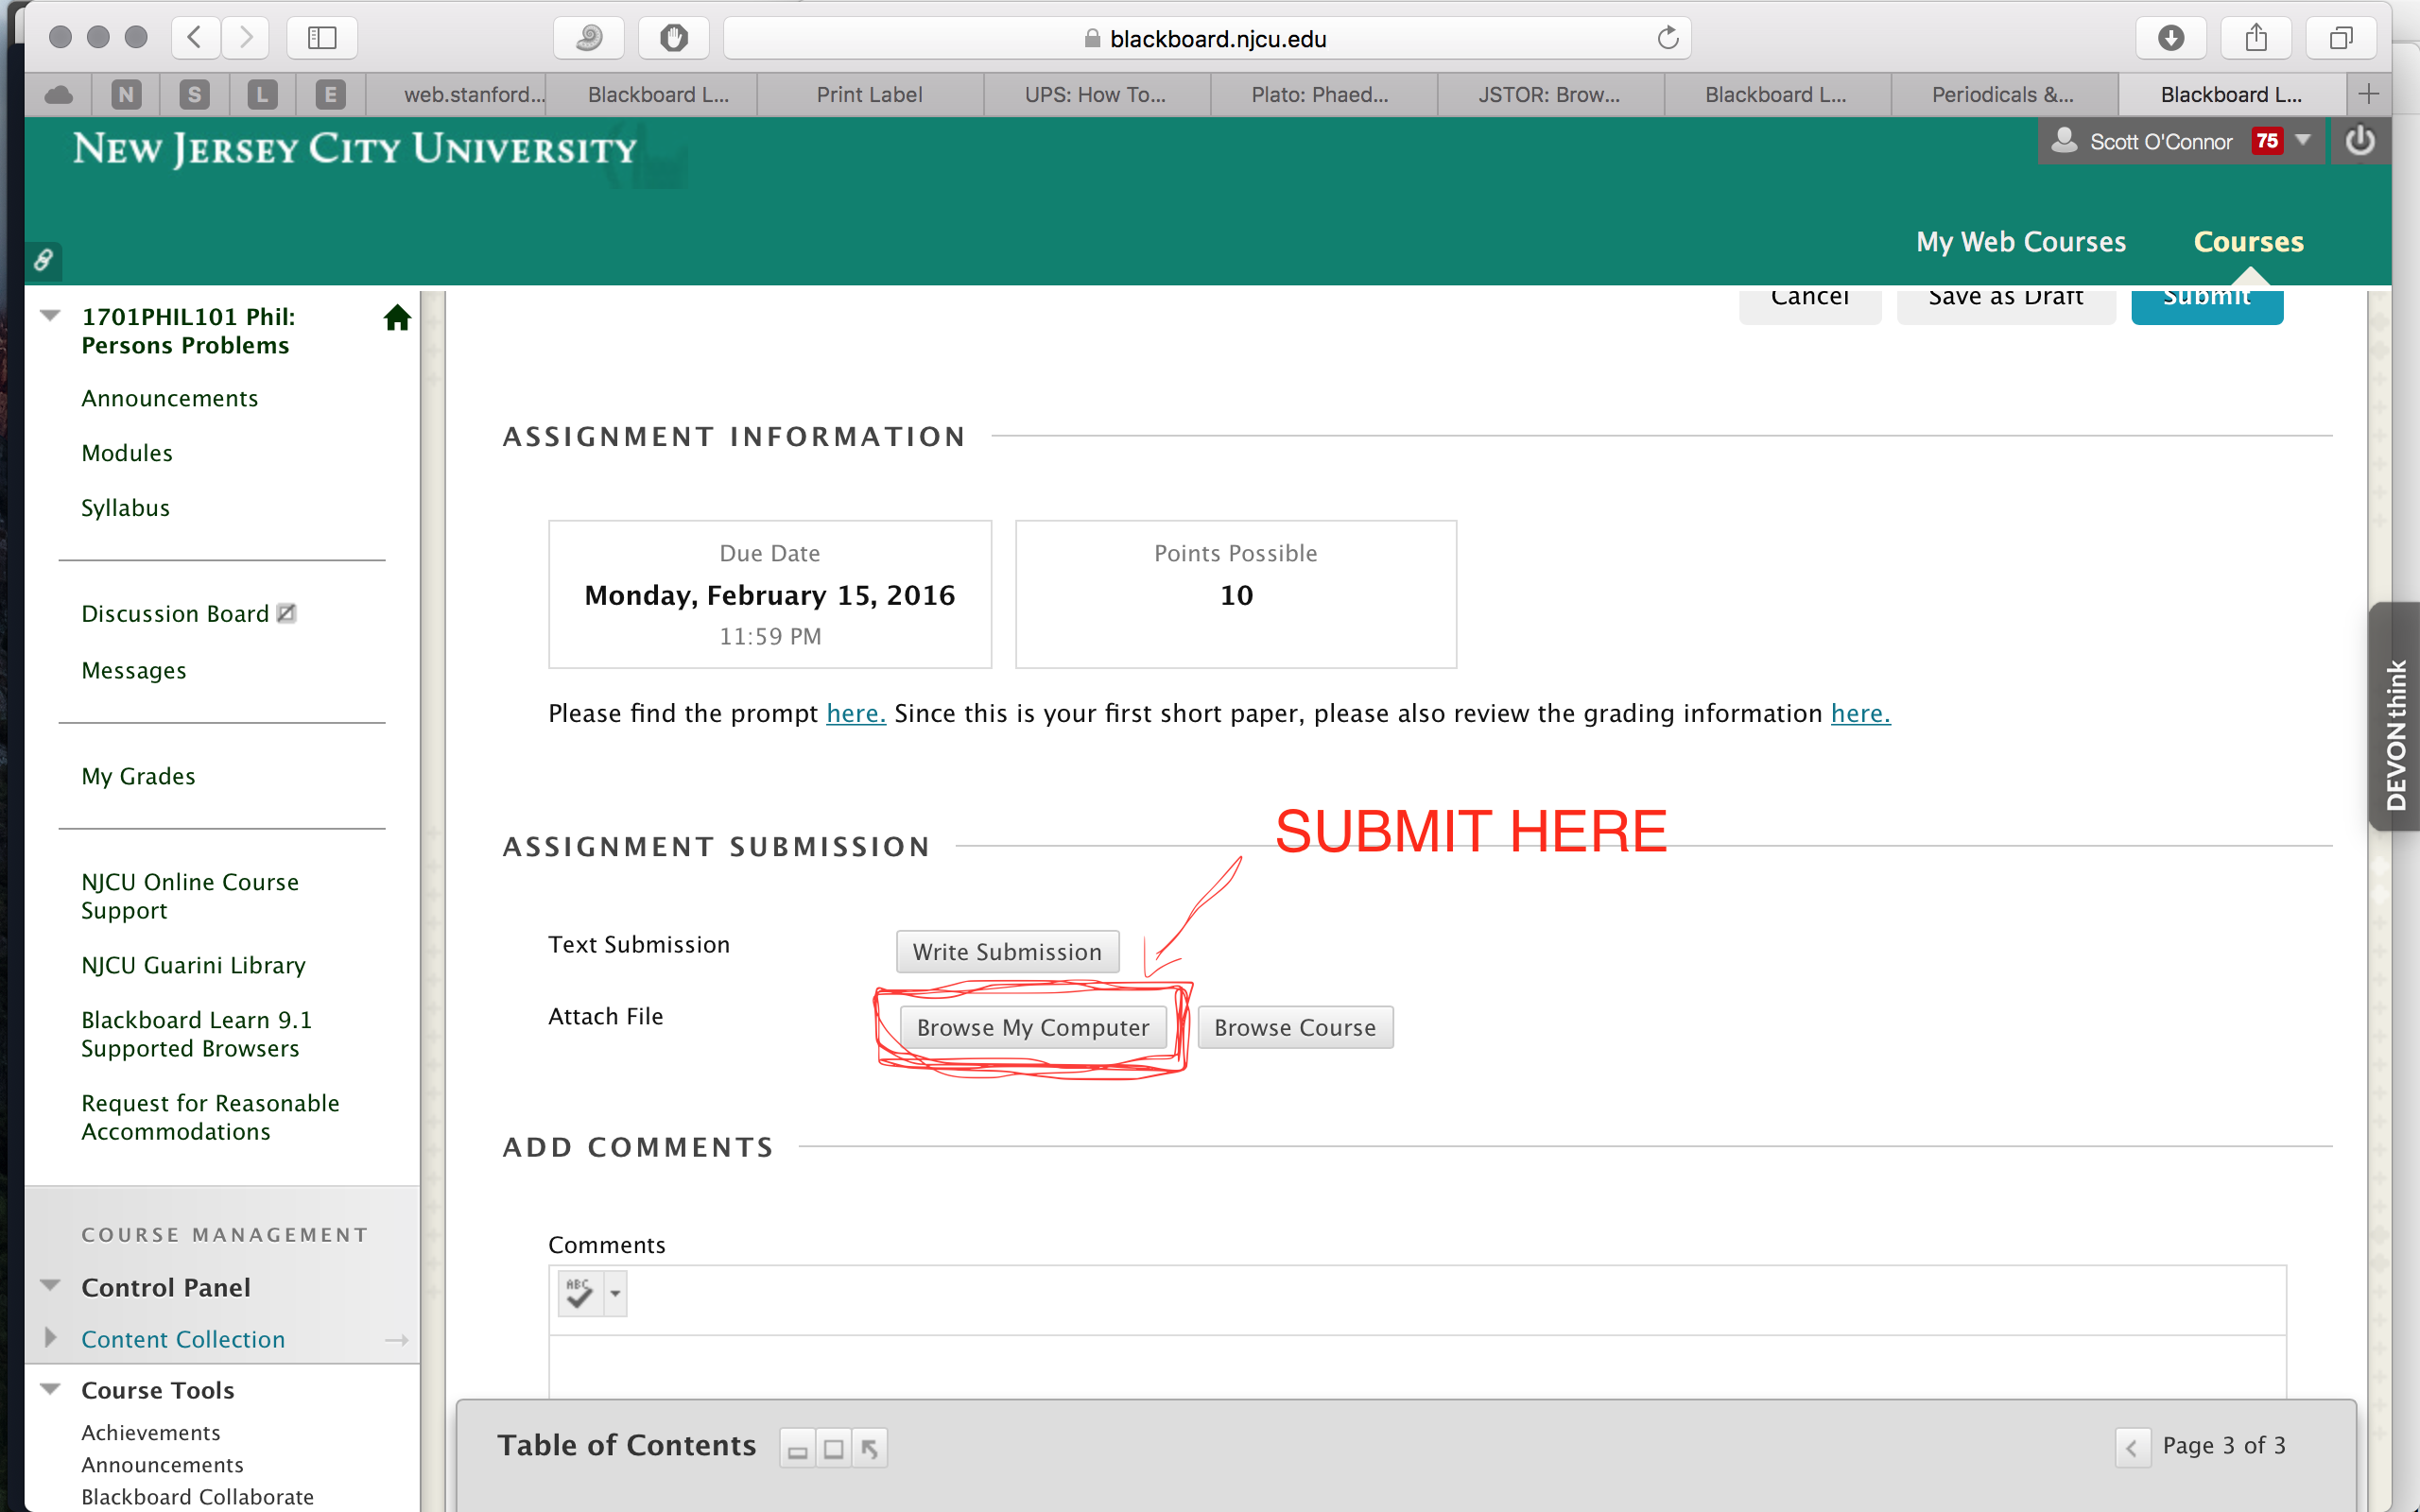 blackboard.njcu.edu
N S L E web.stanford... Blackboard L... Print Label UPS: How To... Plato: Phaed... JSTOR: Brow... Blackboard L... Periodicals &... Blackboard L...
NEW JERSEY CITY UNIVERSITY
Scott O'Connor 75
My Web Courses Courses
Cancel Save as Draft Submit
1701PHIL101 Phil:
Persons Problems
Announcements
Modules
Syllabus
Discussion Board
Messages
My Grades
NJCU Online Course
Support
NJCU Guarini Library
Blackboard Learn 9.1
Supported Browsers
Request for Reasonable
Accommodations
COURSE MANAGEMENT
Control Panel
Content Collection
Course Tools
Achievements
Announcements
Blackboard Collaborate
ASSIGNMENT INFORMATION
Due Date
Monday, February 15, 2016
11:59 PM
Points Possible
10
Please find the prompt here. Since this is your first short paper, please also review the grading information here.
SUBMIT HERE
ASSIGNMENT SUBMISSION
Text Submission Write Submission
Attach File Browse My Computer Browse Course
ADD COMMENTS
Comments
ABC
Table of Contents
Page 3 of 3
DEVONthink